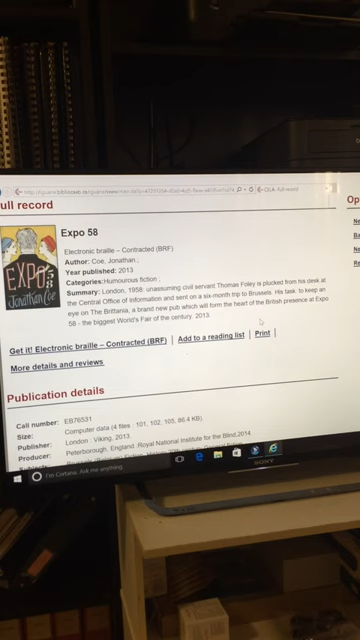 ull record
Op
Expo 58
Electronic braille – Contracted (BRF)
Author: Coe, Jonathan.;
Year published: 2013
Categories:Humourous fiction .
Summary: London, 1958: unassuming civil servant Thomas Foley is plucked from his desk at
the Central Office of Information and sent on a six-month trip to Brussels. His task: to keep an
eye on The Brittania, a brand new pub which will form the heart of the British presence at Expo
58 - the biggest World's Fair of the century. 2013.
EXPO 58
Jonathan Coe
Get it! Electronic braille – Contracted (BRF) | Add to a reading list | Print |
More details and reviews
Publication details
Call number: EB76531
Size: Computer data (4 files : 101, 102, 105, 86.4 KB).
Publisher: London : Viking, 2013.
Producer: Peterborough, England :Royal National Institute for the Blind,2014
I'm Cortana. Ask me anything.
SONY